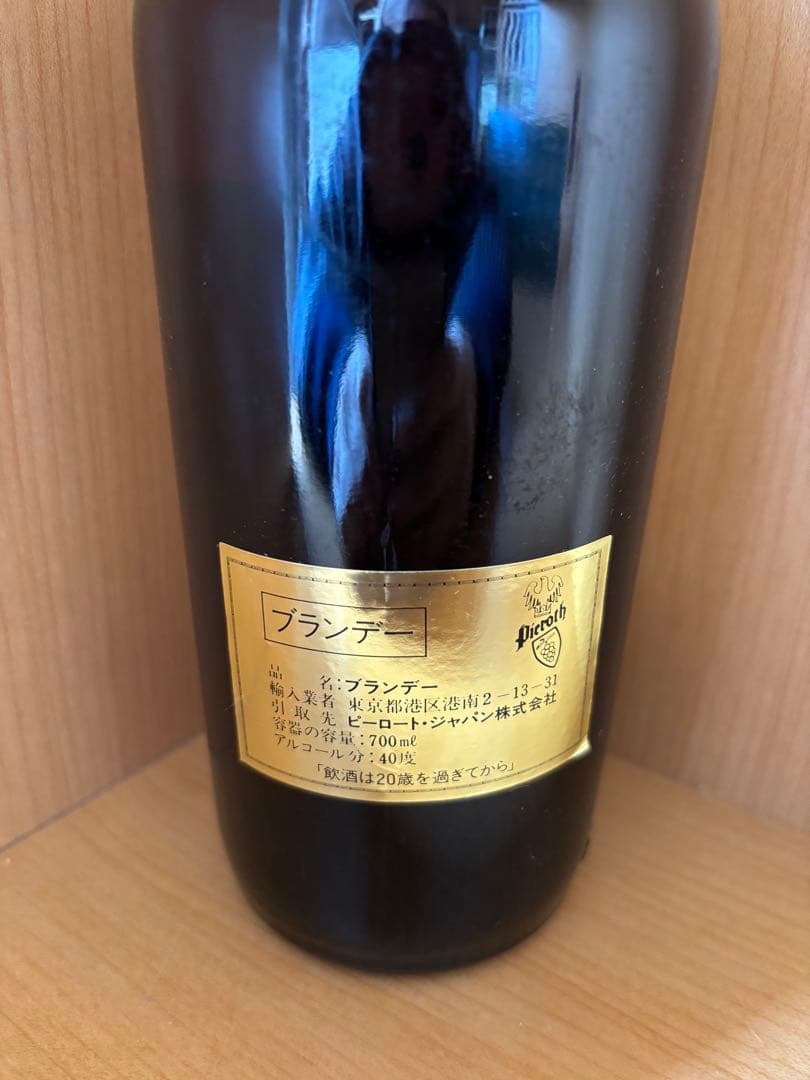 ブランデー
Pieroth
品 名:ブランデー
輸入業者 東京都港区港南2-13-31
引取先 ピーロート・ジャパン株式会社
容器の容量:700mℓ
アルコール分:40度
「飲酒は20歳を過ぎてから」